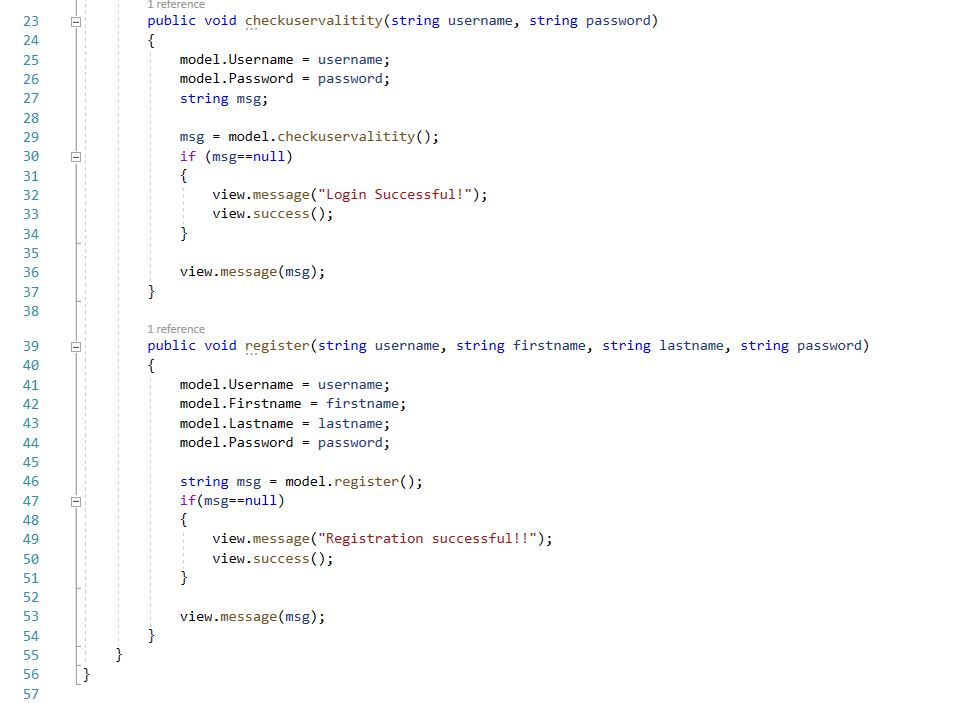 1 reference
23 public void checkuservalitity(string username, string password)
24 {
25 model.Username = username;
26 model.Password = password;
27 string msg;
28
29 msg = model.checkuservalitity();
30 if (msg==null)
31 {
32 view.message("Login Successful!");
33 view.success();
34 }
35
36 view.message(msg);
37 }
38
1 reference
39 public void register(string username, string firstname, string lastname, string password)
40 {
41 model.Username = username;
42 model.Firstname = firstname;
43 model.Lastname = lastname;
44 model.Password = password;
45
46 string msg = model.register();
47 if(msg==null)
48 {
49 view.message("Registration successful!!");
50 view.success();
51 }
52
53 view.message(msg);
54 }
55 }
56 }
57